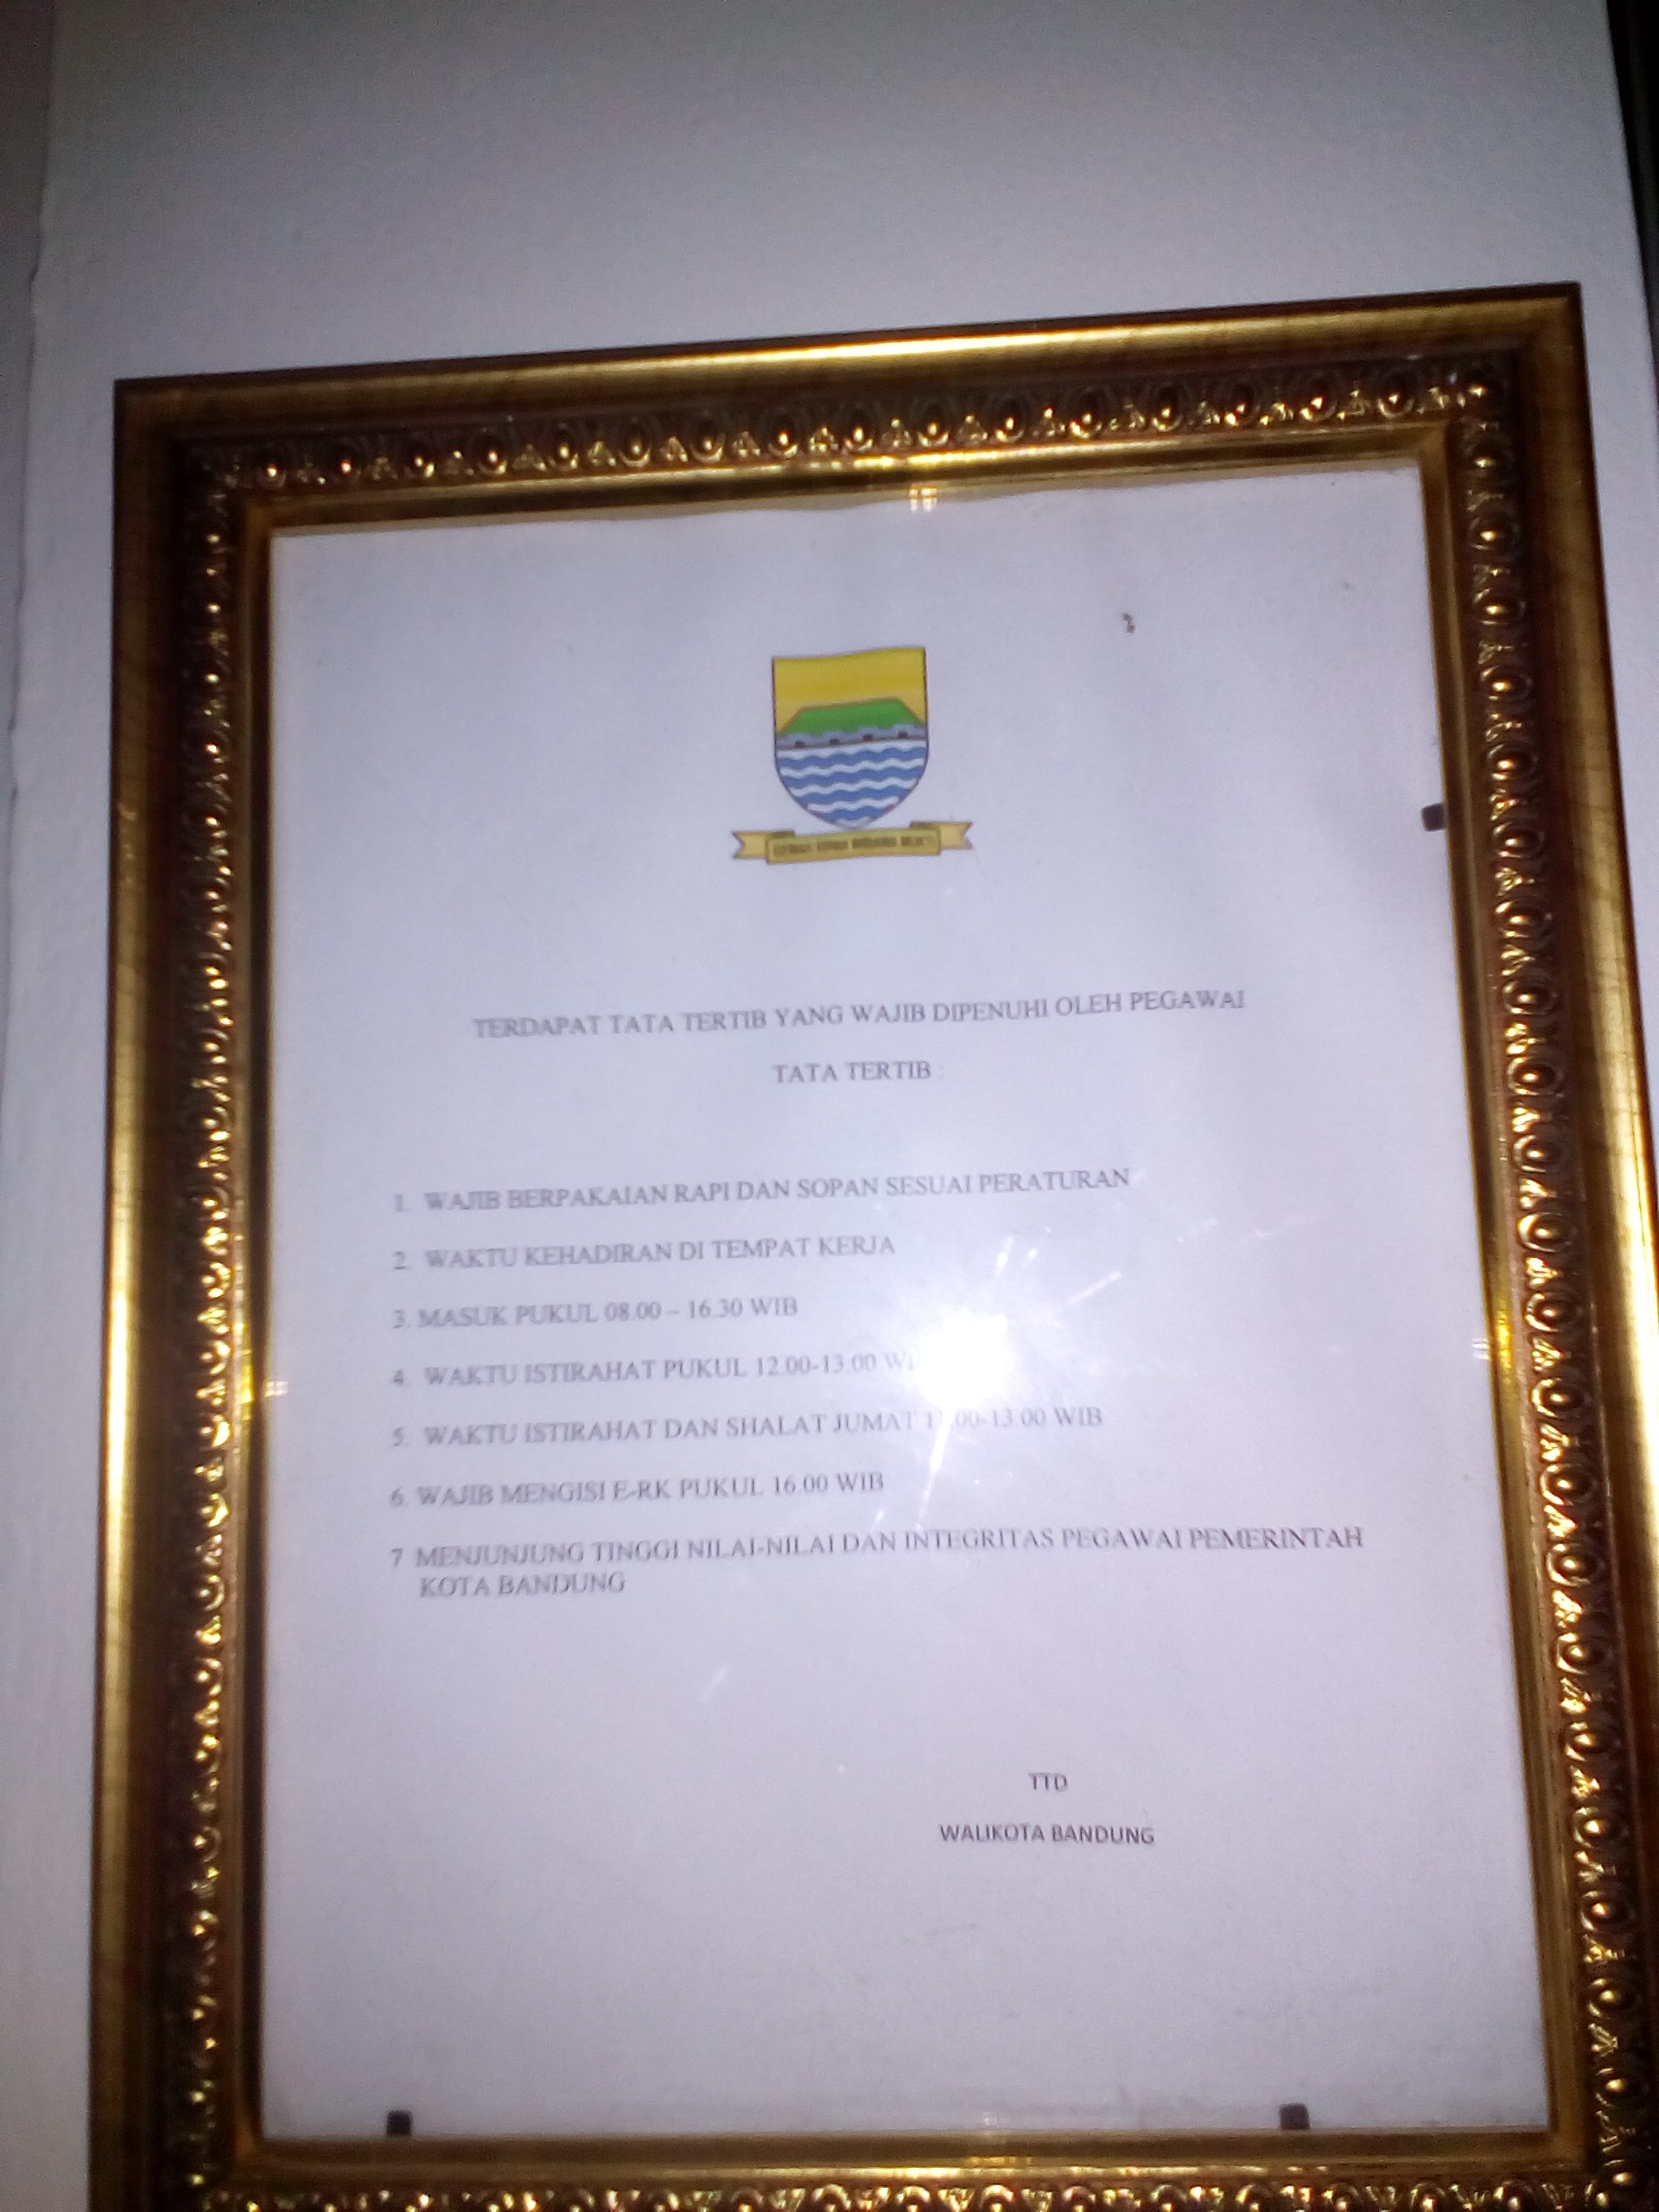 TERDAPAT TATA TERTIB YANG WAJIB DIPENUHI OLEH PEGAWAI
TATA TERTIB :
1. WAJIB BERPAKAIAN RAPI DAN SOPAN SESUAI PERATURAN
2. WAKTU KEHADIRAN DI TEMPAT KERJA
3. MASUK PUKUL 08.00 – 16.30 WIB
4. WAKTU ISTIRAHAT PUKUL 12.00-13.00
5. WAKTU ISTIRAHAT DAN SHALAT JUMAT 13.00 WIB
6. WAJIB MENGISI E-RK PUKUL 16.00 WIB
7 MENJUNJUNG TINGGI NILAI-NILAI DAN INTEGRITAS PEGAWAI PEMERINTAH
KOTA BANDUNG
TTD
WALIKOTA BANDUNG